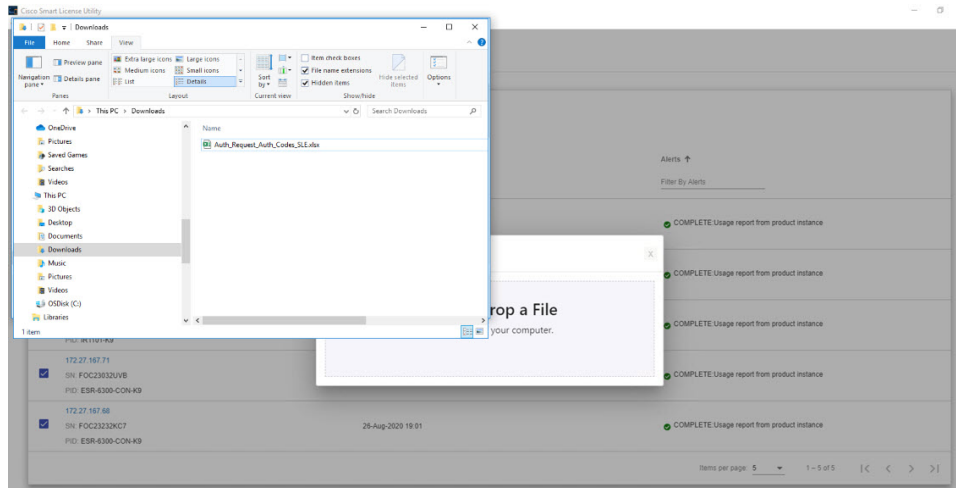 Cisco Smart License Utility
Downloads
File Home Share View
Preview pane
Details pane
Navigation pane
Panes
Extra large icons Large icons
Medium icons Small icons
List Details
Layout
Sort by
Current view
Item check boxes
File name extensions
Hidden items
Hide selected items
Options
Show/hide
This PC > Downloads
Search Downloads
OneDrive
Pictures
Saved Games
Searches
Videos
This PC
3D Objects
Desktop
Documents
Downloads
Music
Pictures
Videos
OSDisk (C:)
Libraries
Name
Auth_Request_Auth_Codes_SLE.xlsx
1 item
Alerts
Filter By Alerts
COMPLETE:Usage report from product instance
COMPLETE:Usage report from product instance
x
rop a File
your computer.
COMPLETE:Usage report from product instance
PID: IR1101-K9
172.27.167.71
SN: FOC23032UVB
PID: ESR-6300-CON-K9
COMPLETE:Usage report from product instance
172.27.167.68
SN: FOC23232KC7
PID: ESR-6300-CON-K9
26-Aug-2020 19:01
COMPLETE:Usage report from product instance
Items per page: 5 1 – 5 of 5